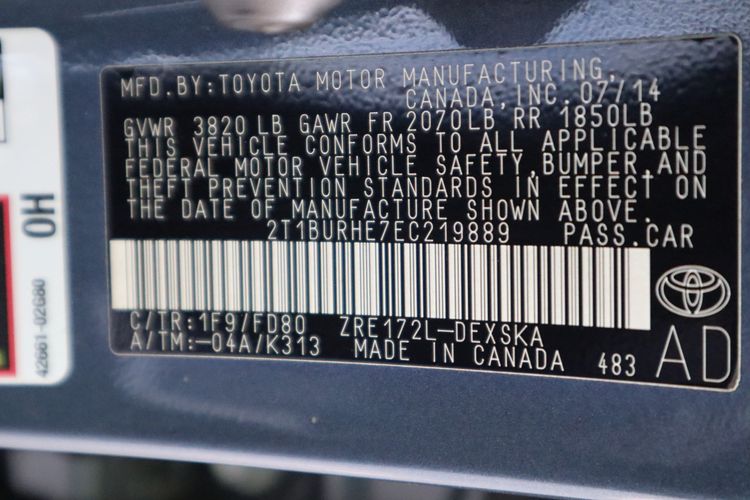 MFD.BY:TOYOTA MOTOR MANUFACTURING,
CANADA,INC.07/14
GVWR 3820 LB GAWR FR 2070LB RR 1850LB
THIS VEHICLE CONFORMS TO ALL APPLICABLE
FEDERAL MOTOR VEHICLE SAFETY,BUMPER,AND
THEFT PREVENTION STANDARDS IN EFFECT ON
THE DATE OF MANUFACTURE SHOWN ABOVE.
2T1BURHE7EC219889 PASS.CAR
C/TR:1F9/FD80 ZRE172L-DEXSKA
A/TM:-04A/K313 MADE IN CANADA 483 AD
0H
42661-02G80